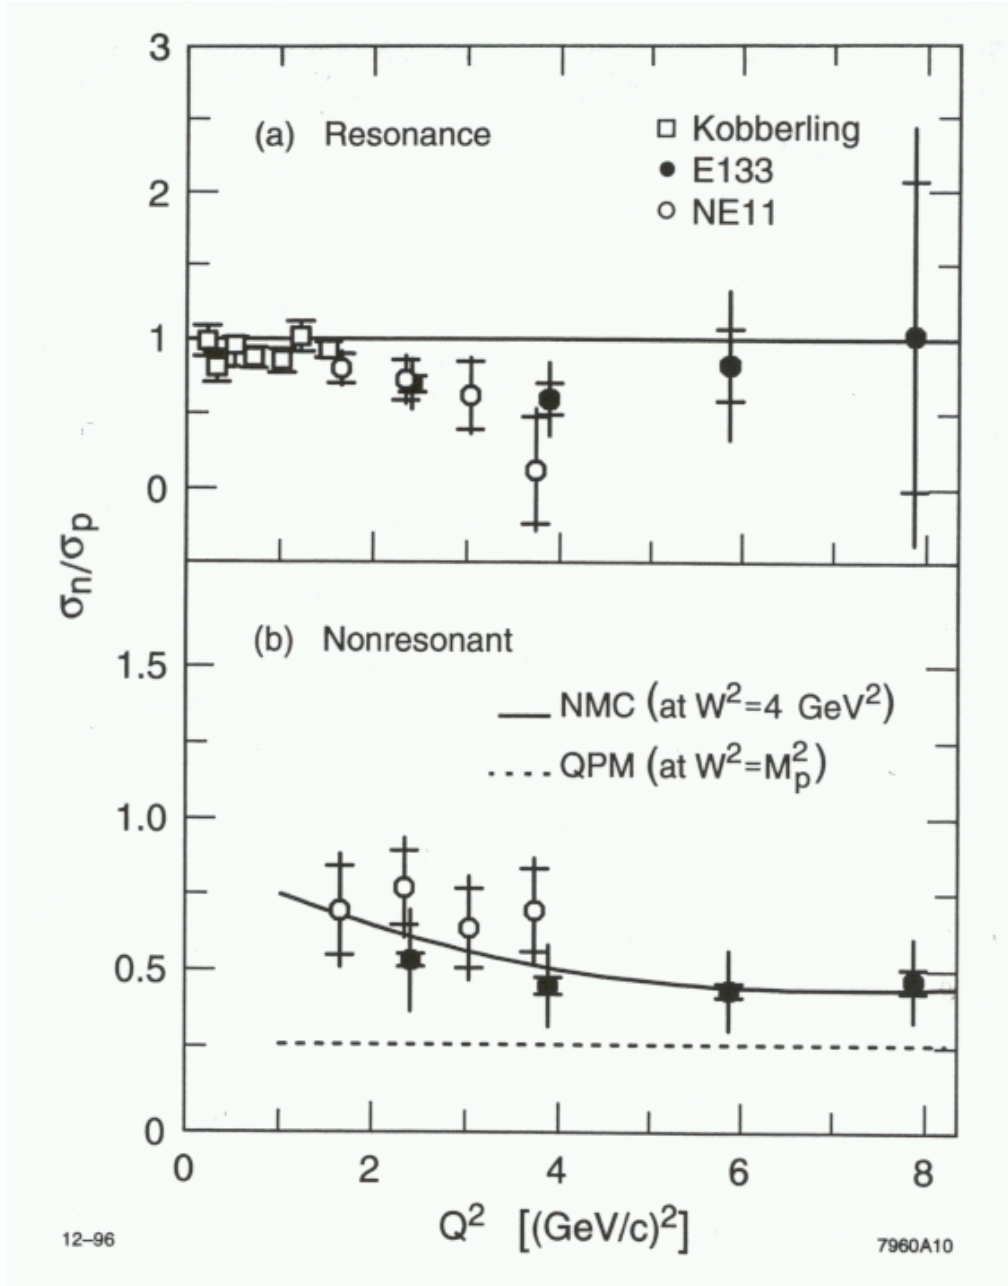 3
(a) Resonance
Kobberling
E133
NE11
2
1
0
σn/σp
(b) Nonresonant
1.5
NMC (at W²=4 GeV²)
QPM (at W²=M²p)
1.0
0.5
0
0 2 4 6 8
Q² [(GeV/c)²]
12–96
7960A10